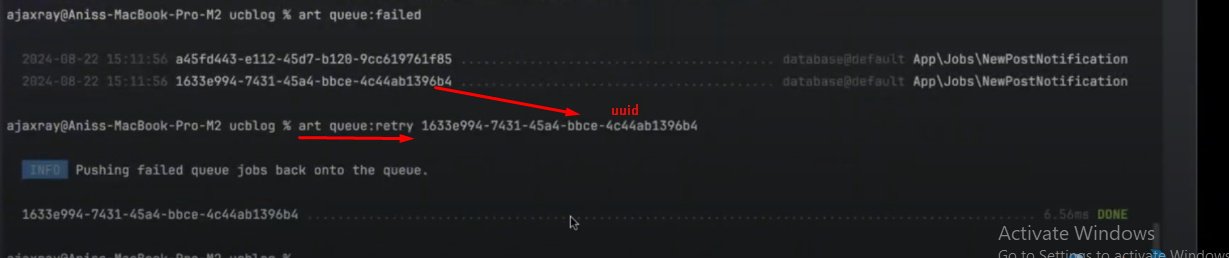 ajaxray@Aniss-MacBook-Pro-M2 ucblog % art queue:failed
2024-08-22 15:11:56 a45fd443-e112-45d7-b120-9cc619761f85 ........................................ database@default App\Jobs\NewPostNotification
2024-08-22 15:11:56 1633e994-7431-45a4-bbce-4c44ab1396b4 ........................................ database@default App\Jobs\NewPostNotification
uuid
ajaxray@Aniss-MacBook-Pro-M2 ucblog % art queue:retry 1633e994-7431-45a4-bbce-4c44ab1396b4
INFO Pushing failed queue jobs back onto the queue.
1633e994-7431-45a4-bbce-4c44ab1396b4 ........................................ 6.56ms DONE
Activate Windows
Go to Settings to activate Windows
ajaxray@Aniss-MacBook-Pro-M2 ucblog %